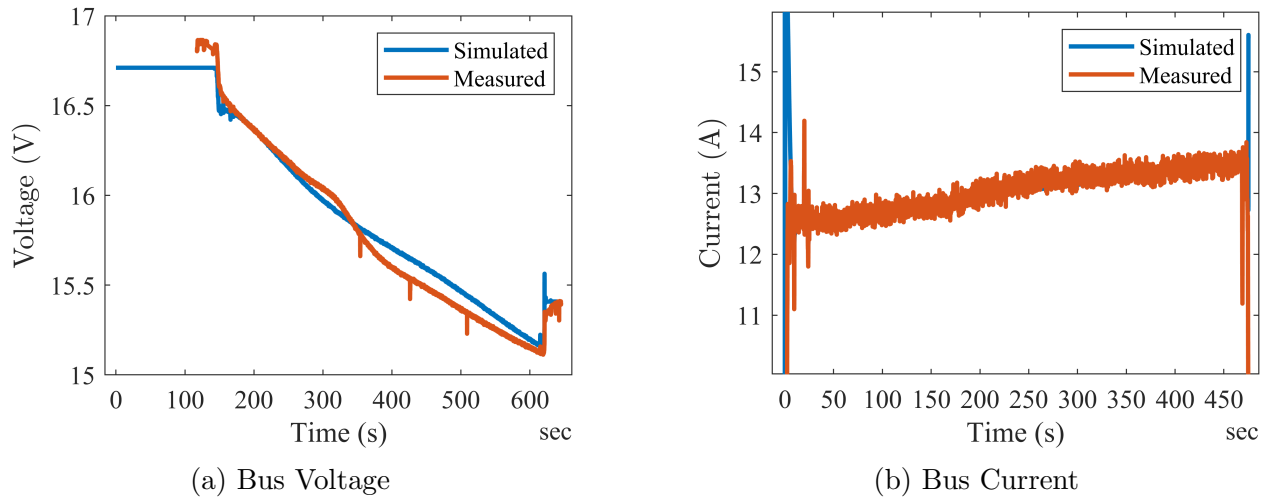 17
16.5
16
15.5
15
Voltage (V)
Simulated
Measured
0
100
200
300
400
500
600
Time (s)
sec
(a) Bus Voltage
15
14
13
12
11
Current (A)
Simulated
Measured
0
50
100
150
200
250
300
350
400
450
Time (s)
sec
(b) Bus Current